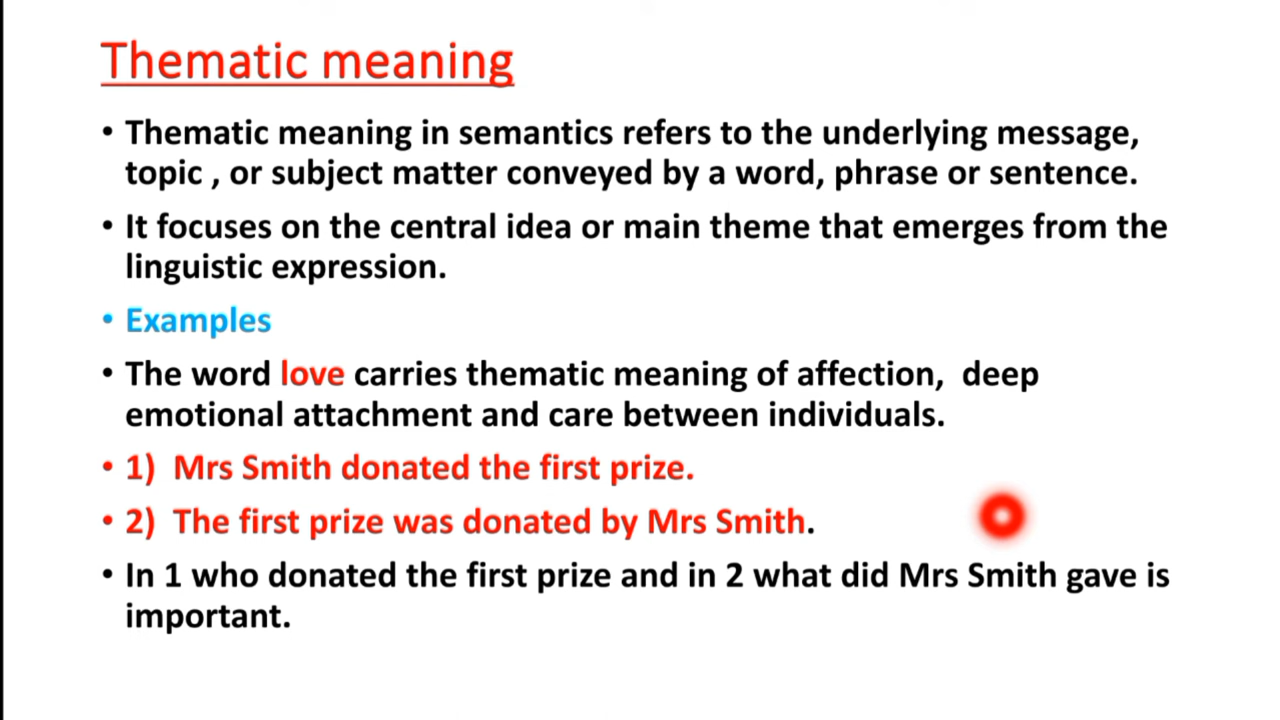 Thematic meaning
• Thematic meaning in semantics refers to the underlying message,
topic , or subject matter conveyed by a word, phrase or sentence.
• It focuses on the central idea or main theme that emerges from the
linguistic expression.
• Examples
• The word love carries thematic meaning of affection,  deep
emotional attachment and care between individuals.
• 1)  Mrs Smith donated the first prize.
• 2)  The first prize was donated by Mrs Smith.
• In 1 who donated the first prize and in 2 what did Mrs Smith gave is
important.